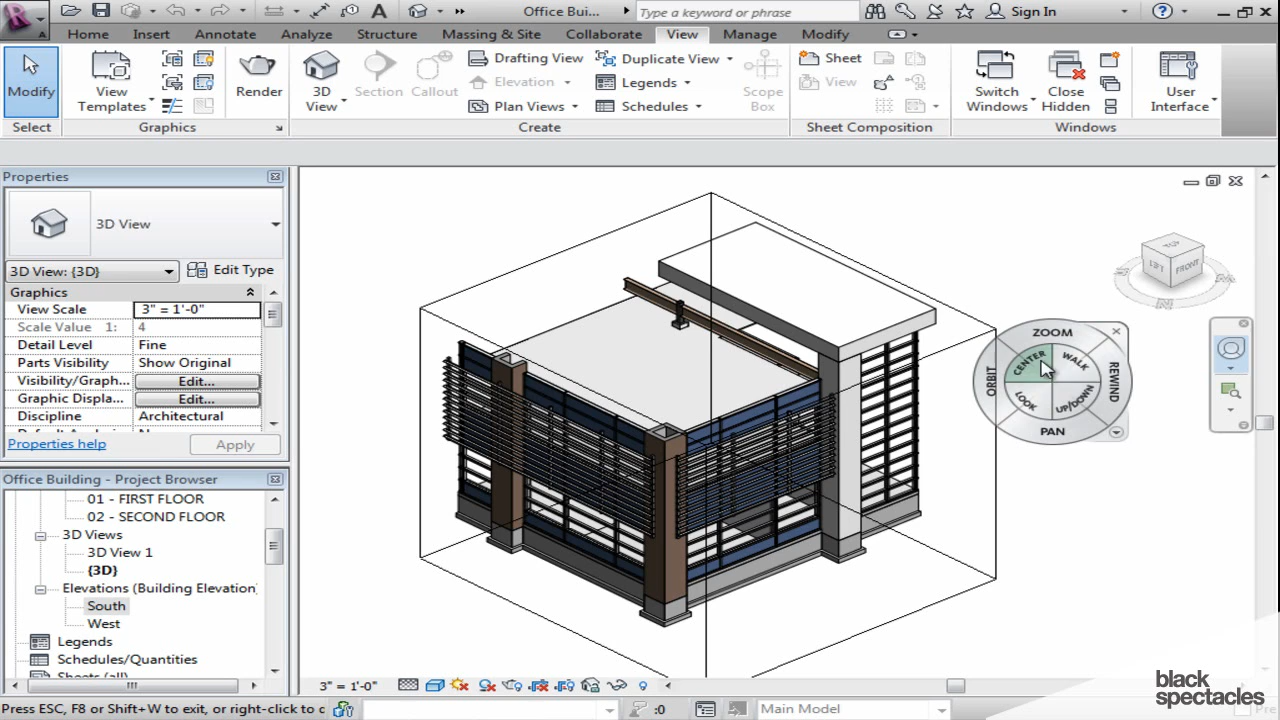 Office Bui...
Type a keyword or phrase
Sign In
Home Insert Annotate Analyze Structure Massing & Site Collaborate View Manage Modify
Modify
View Templates
Render
3D View
Section
Callout
Drafting View
Elevation
Plan Views
Duplicate View
Legends
Schedules
Scope Box
Sheet
View
Switch Windows
Close Hidden
User Interface
Select Graphics Create Sheet Composition Windows
Properties
3D View
3D View: {3D}
Edit Type
Graphics
View Scale 3" = 1'-0"
Scale Value 1: 4
Detail Level Fine
Parts Visibility Show Original
Visibility/Graph... Edit...
Graphic Displa... Edit...
Discipline Architectural
Properties help
Apply
Office Building - Project Browser
01 - FIRST FLOOR
02 - SECOND FLOOR
3D Views
3D View 1
{3D}
Elevations (Building Elevation)
South
West
Legends
Schedules/Quantities
Sheets (all)
TOP
LEFT
FRONT
ZOOM
CENTER
WALK
ORBIT
REWIND
LOOK
UP/DOWN
PAN
3" = 1'-0"
Press ESC, F8 or Shift+W to exit, or right-click to c
:0
Main Model
black
spectacles